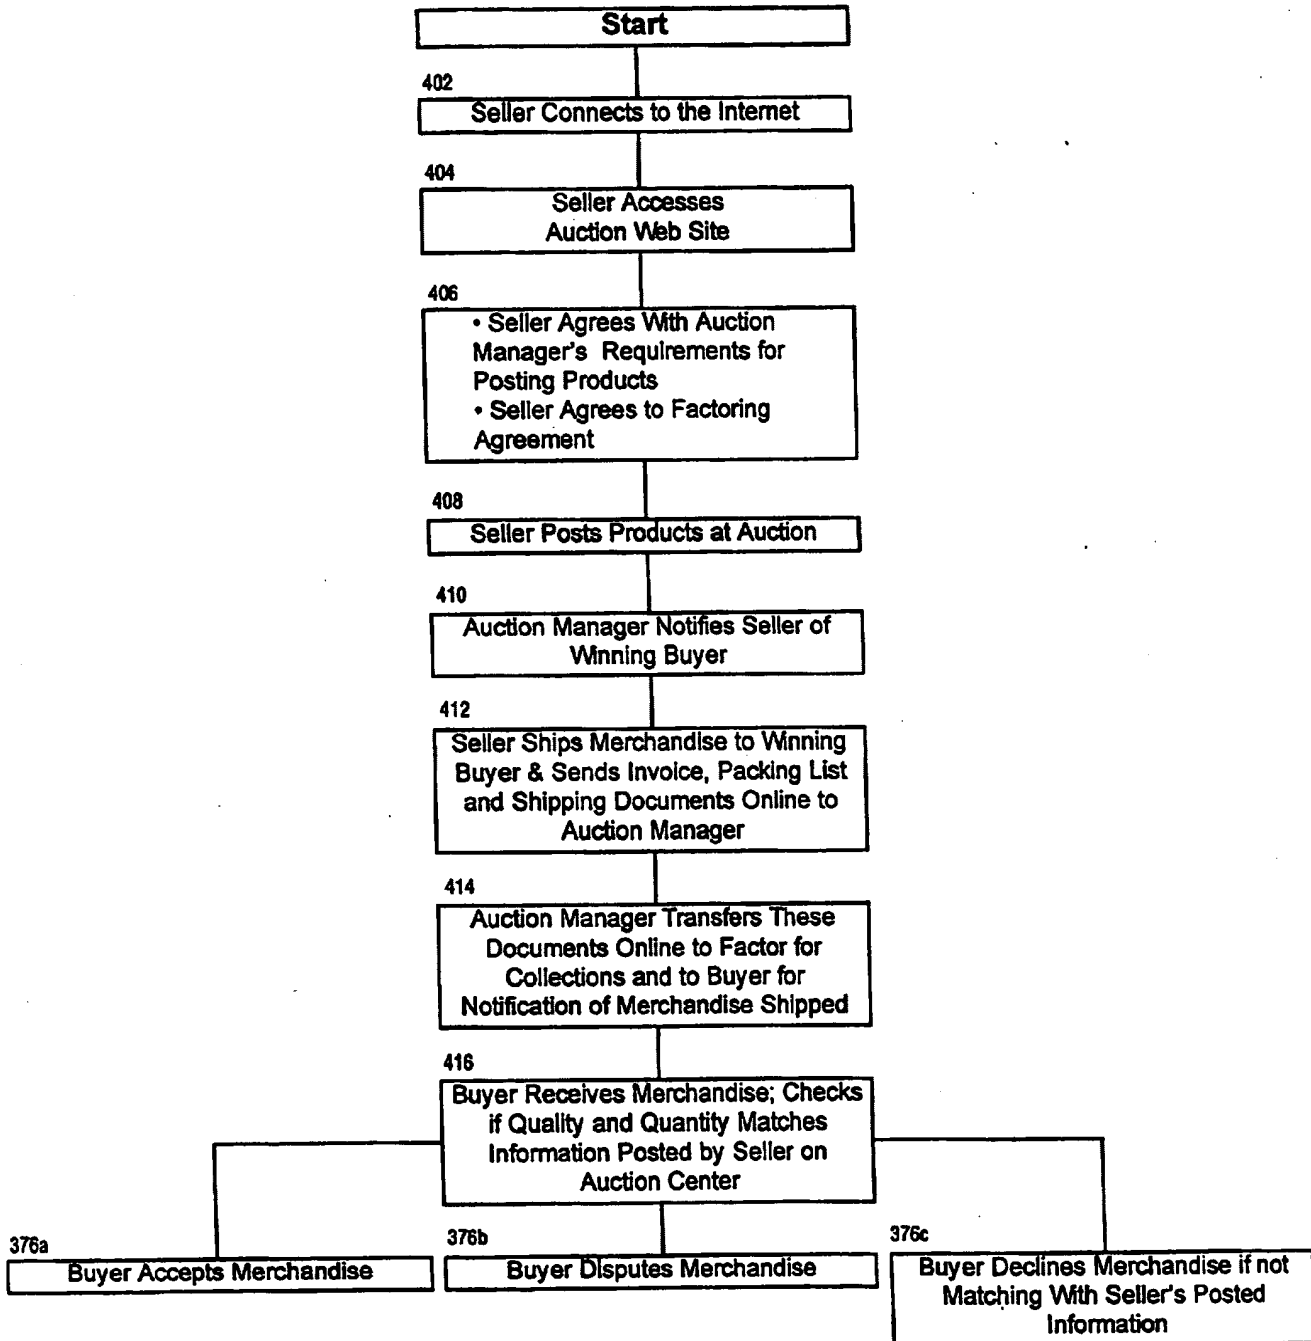 Start
402
Seller Connects to the Internet
404
Seller Accesses
Auction Web Site
406
• Seller Agrees With Auction
Manager's Requirements for
Posting Products
• Seller Agrees to Factoring
Agreement
408
Seller Posts Products at Auction
410
Auction Manager Notifies Seller of
Winning Buyer
412
Seller Ships Merchandise to Winning
Buyer & Sends Invoice, Packing List
and Shipping Documents Online to
Auction Manager
414
Auction Manager Transfers These
Documents Online to Factor for
Collections and to Buyer for
Notification of Merchandise Shipped
416
Buyer Receives Merchandise; Checks
if Quality and Quantity Matches
Information Posted by Seller on
Auction Center
376a
Buyer Accepts Merchandise
376b
Buyer Disputes Merchandise
376c
Buyer Declines Merchandise if not
Matching With Seller's Posted
Information